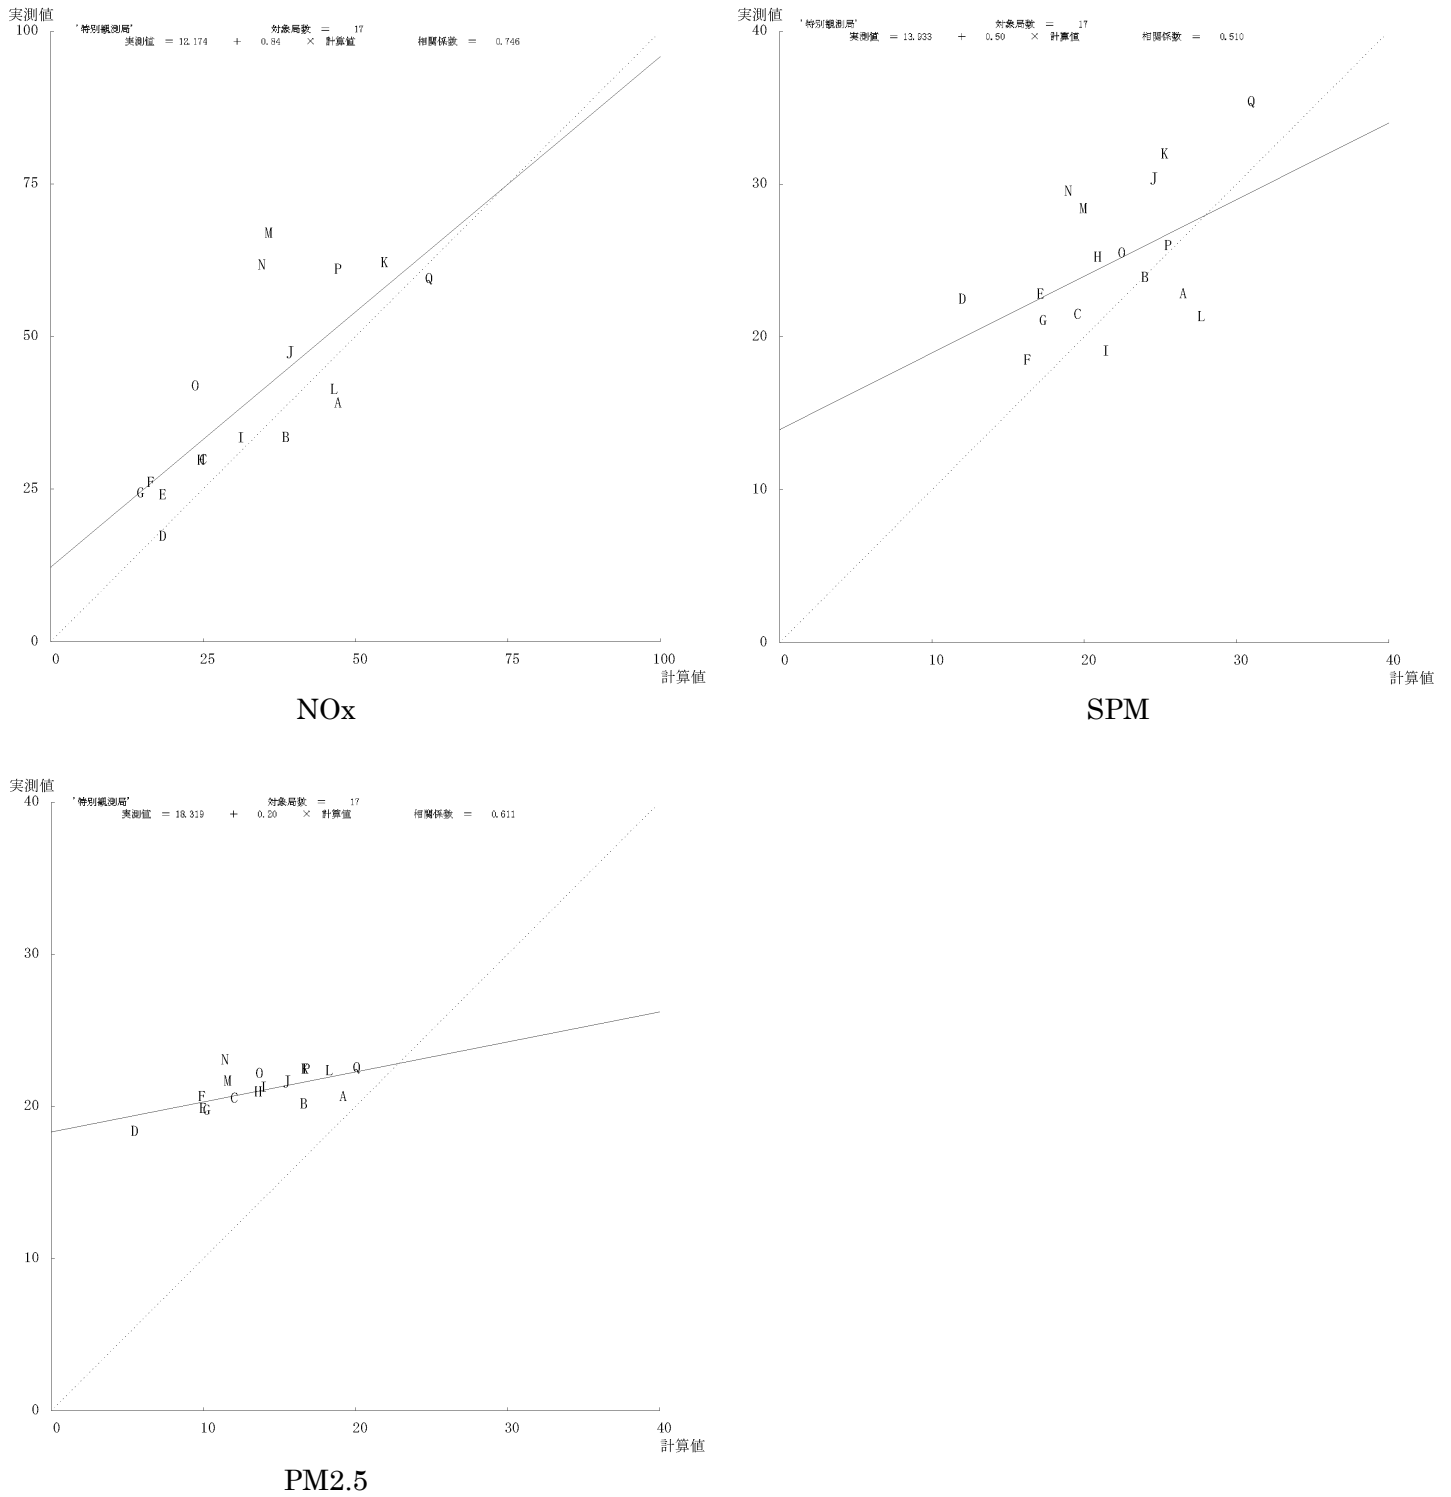 実測値
100
'特別観測局' 対象局数 = 17
実測値 = 12.174 + 0.84 × 計算値 相関係数 = 0.746
75
M
N
P
K
Q
50
J
O
L
A
I
B
H
C
F
25
G
E
D
0
0 25 50 75 100
計算値
NOx
実測値
'特別観測局' 対象局数 = 17
40
実測値 = 13.933 + 0.50 × 計算値 相関係数 = 0.510
Q
K
J
30
N
M
P
O
H
B
D
E
A
C
L
G
20
I
F
10
0
0 10 20 30 40
計算値
SPM
実測値
40
'特別観測局' 対象局数 = 17
実測値 = 18.319 + 0.20 × 計算値 相関係数 = 0.611
30
N
O
K
P
L
Q
M
J
I
H
F
C
B
A
20
E
G
D
10
0
0 10 20 30 40
計算値
PM2.5